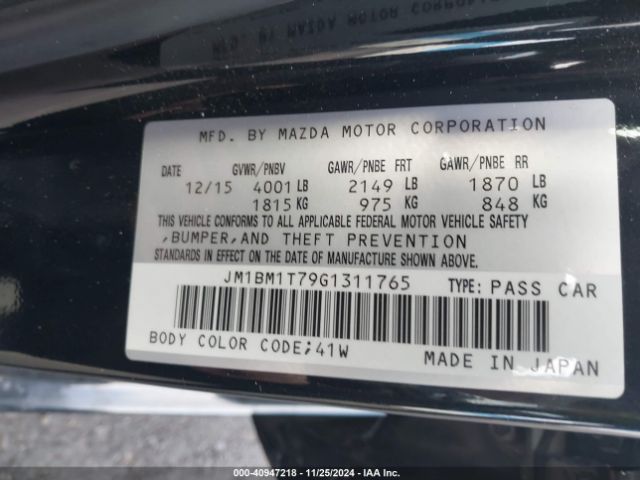 MFD. BY MAZDA MOTOR CORPORATION
DATE GVWR/PNBV GAWR/PNBE FRT GAWR/PNBE RR
12/15 4001 LB 2149 LB 1870 LB
1815 KG 975 KG 848 KG
THIS VEHICLE CONFORMS TO ALL APPLICABLE FEDERAL MOTOR VEHICLE SAFETY
,BUMPER,AND THEFT PREVENTION
STANDARDS IN EFFECT ON THE DATE OF MANUFACTURE SHOWN ABOVE.
JM1BM1T79G1311765 TYPE: PASS CAR
BODY COLOR CODE;41W MADE IN JAPAN
000-40947218 - 11/25/2024 - IAA Inc.